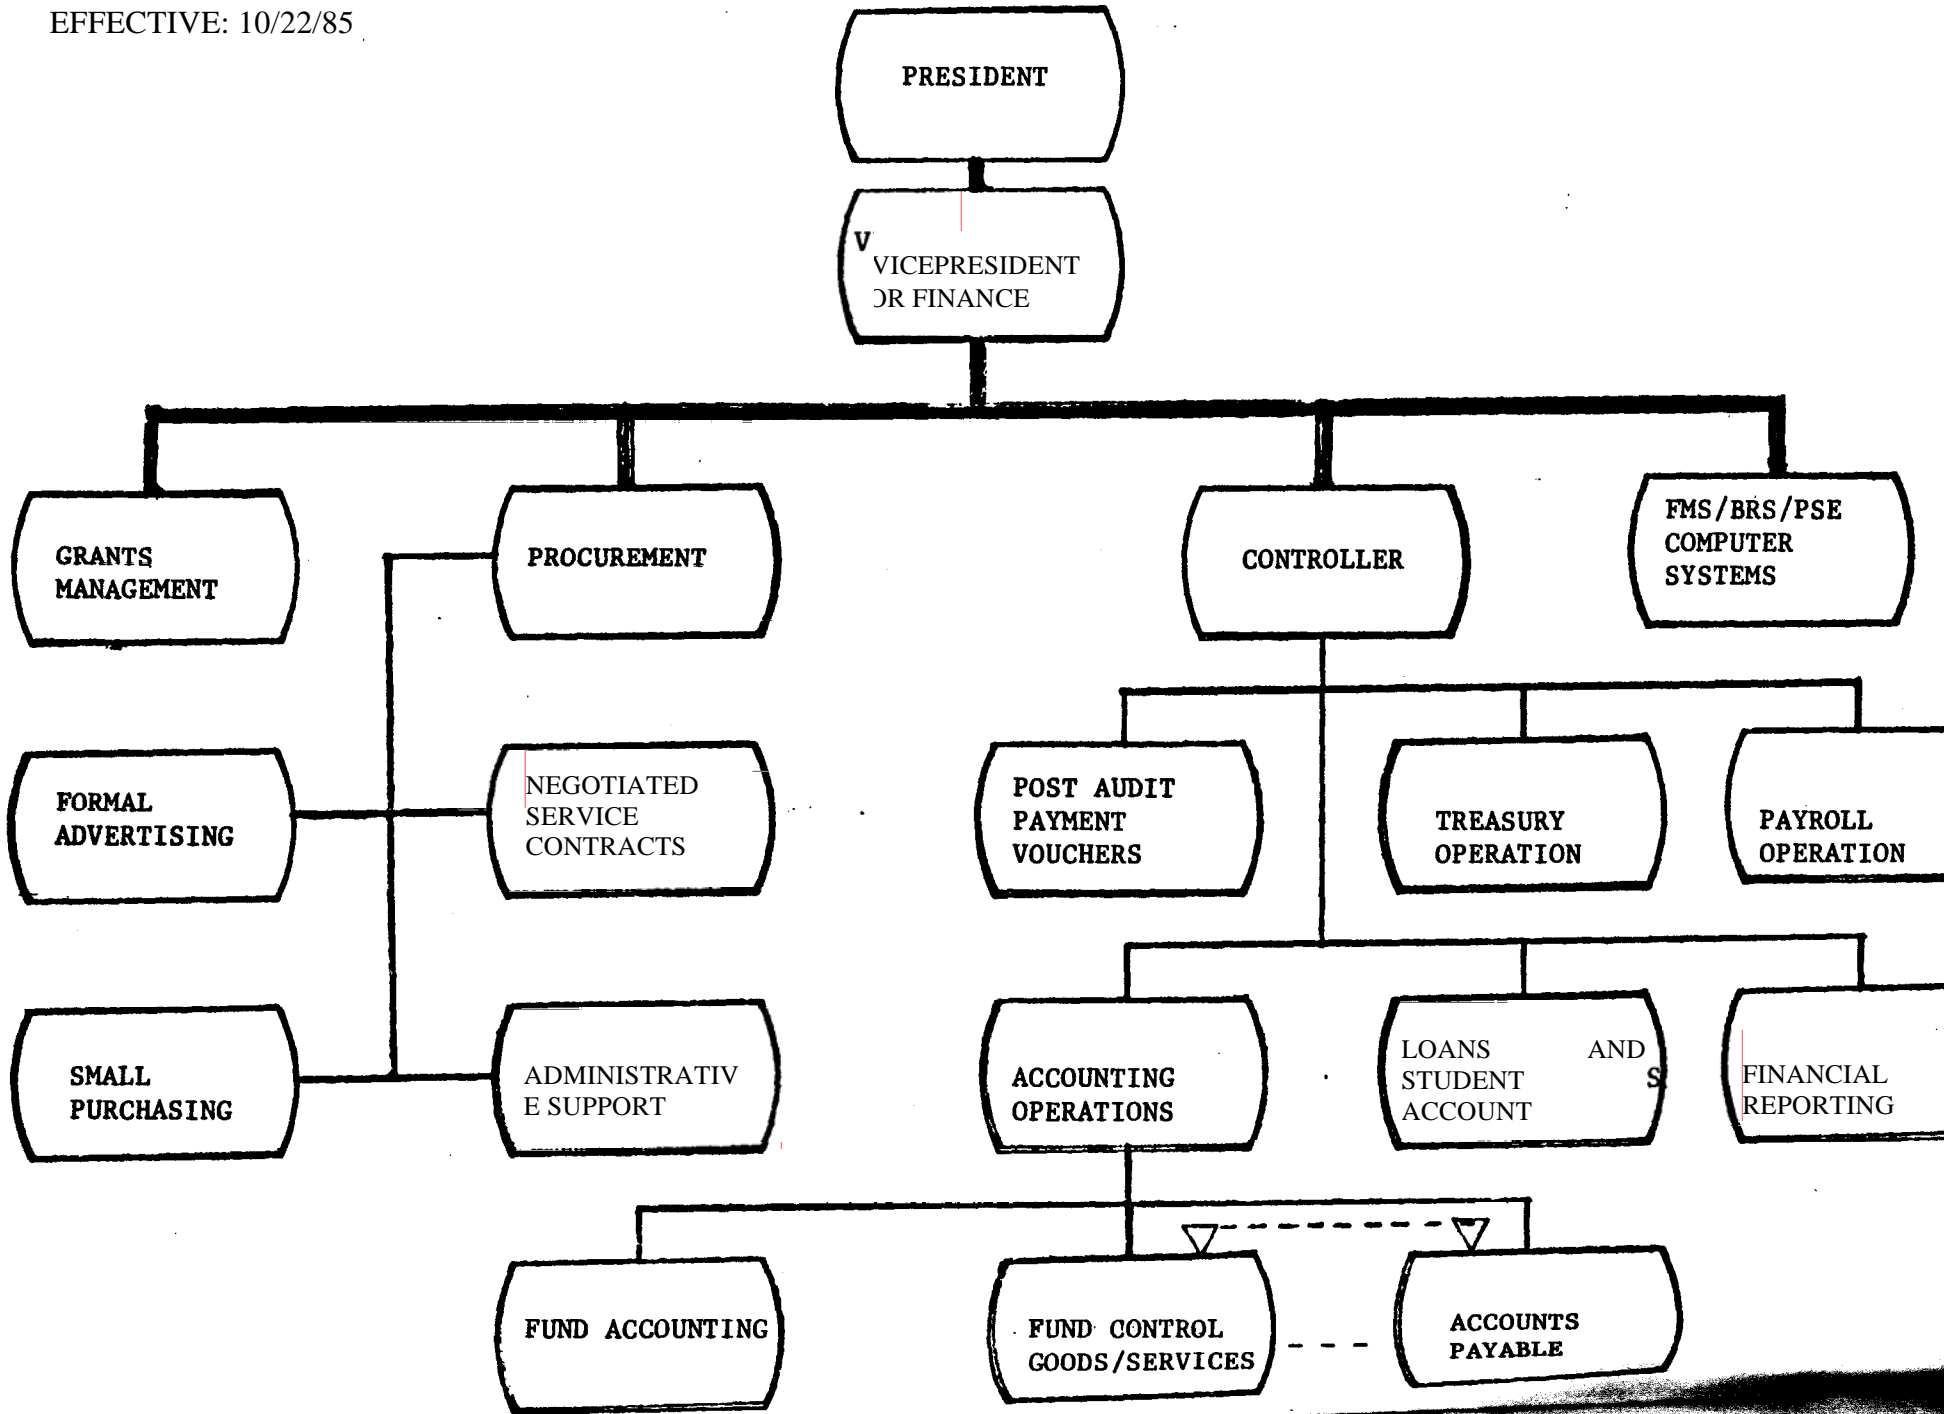 EFFECTIVE: 10/22/85
PRESIDENT
V
VICEPRESIDENT
OR FINANCE
GRANTS
MANAGEMENT
PROCUREMENT
CONTROLLER
FMS/BRS/PSE
COMPUTER
SYSTEMS
FORMAL
ADVERTISING
NEGOTIATED
SERVICE
CONTRACTS
POST AUDIT
PAYMENT
VOUCHERS
TREASURY
OPERATION
PAYROLL
OPERATION
SMALL
PURCHASING
ADMINISTRATIV
E SUPPORT
ACCOUNTING
OPERATIONS
LOANS AND
STUDENT S
ACCOUNT
FINANCIAL
REPORTING
FUND ACCOUNTING
FUND CONTROL
GOODS/SERVICES
ACCOUNTS
PAYABLE